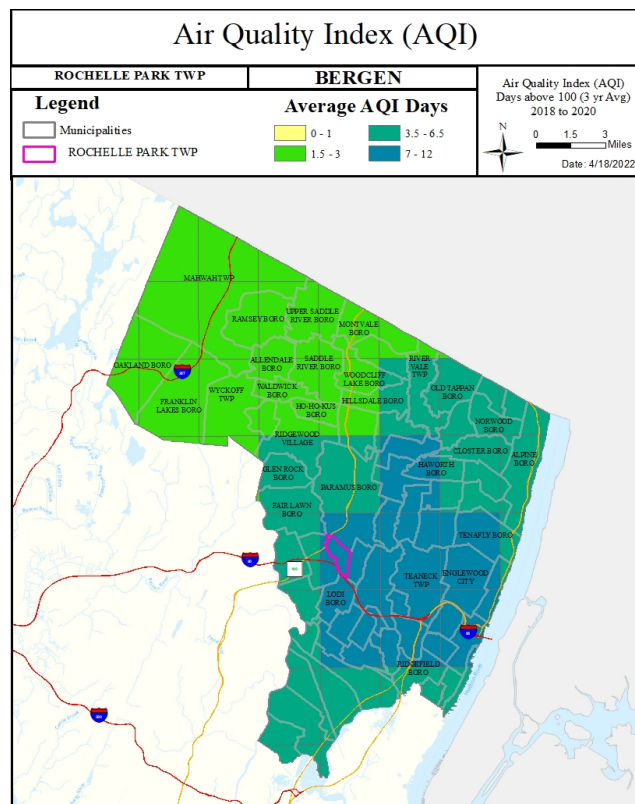 Air Quality Index (AQI)
ROCHELLE PARK TWP
BERGEN
Legend
Municipalities
ROCHELLE PARK TWP
Average AQI Days
0 - 1
1.5 - 3
3.5 - 6.5
7 - 12
Air Quality Index (AQI)
Days above 100 (3 yr Avg)
2018 to 2020
N
0 1.5 3
Miles
Date: 4/18/2022
MAHWAH TWP
RAMSEY BORO
UPPER SADDLE
RIVER BORO
MONTVALE
BORO
OAKLAND BORO
ALLENDALE
BORO
SADDLE
RIVER BORO
WOODCLIFF
LAKE BORO
RIVER
VALE
TWP
OLD TAPPAN
BORO
FRANKLIN
LAKES BORO
WYCKOFF
TWP
WALDWICK
BORO
HO-HO-KUS
BORO
HILLSDALE BORO
NORWOOD
BORO
RIDGEWOOD
VILLAGE
CLOSTER BORO
ALPINE
BORO
GLEN ROCK
BORO
PARAMUS BORO
HAWORTH
BORO
FAIR LAWN
BORO
TENAFLY BORO
LODI
BORO
TEANECK
TWP
ENGLEWOOD
CITY
RIDGEFIELD
BORO